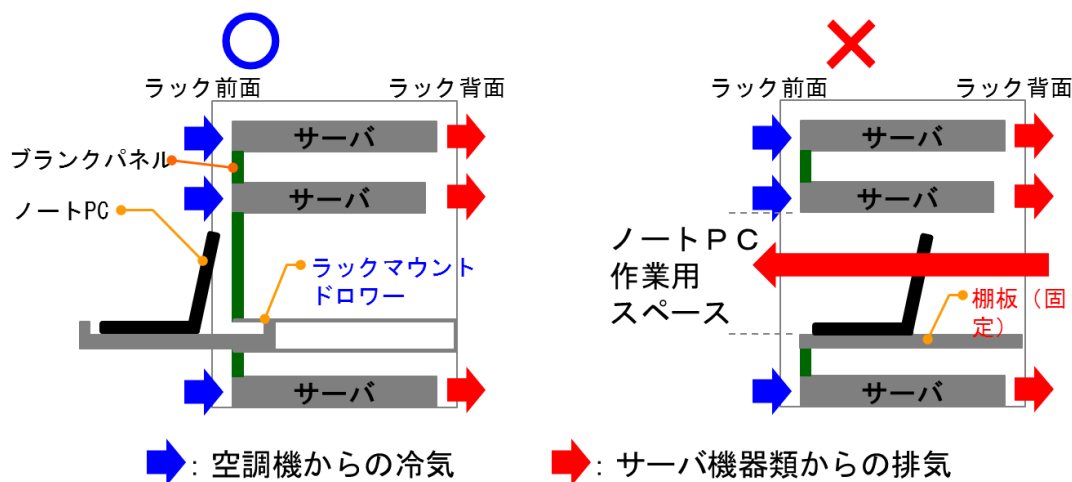 ラック前面
ラック背面
サーバ
ブランクパネル
サーバ
ノートPC
ラックマウント
ドロワー
サーバ
ラック前面
ラック背面
サーバ
サーバ
ノートＰＣ
作業用
スペース
棚板（固
定）
サーバ
：空調機からの冷気
：サーバ機器類からの排気